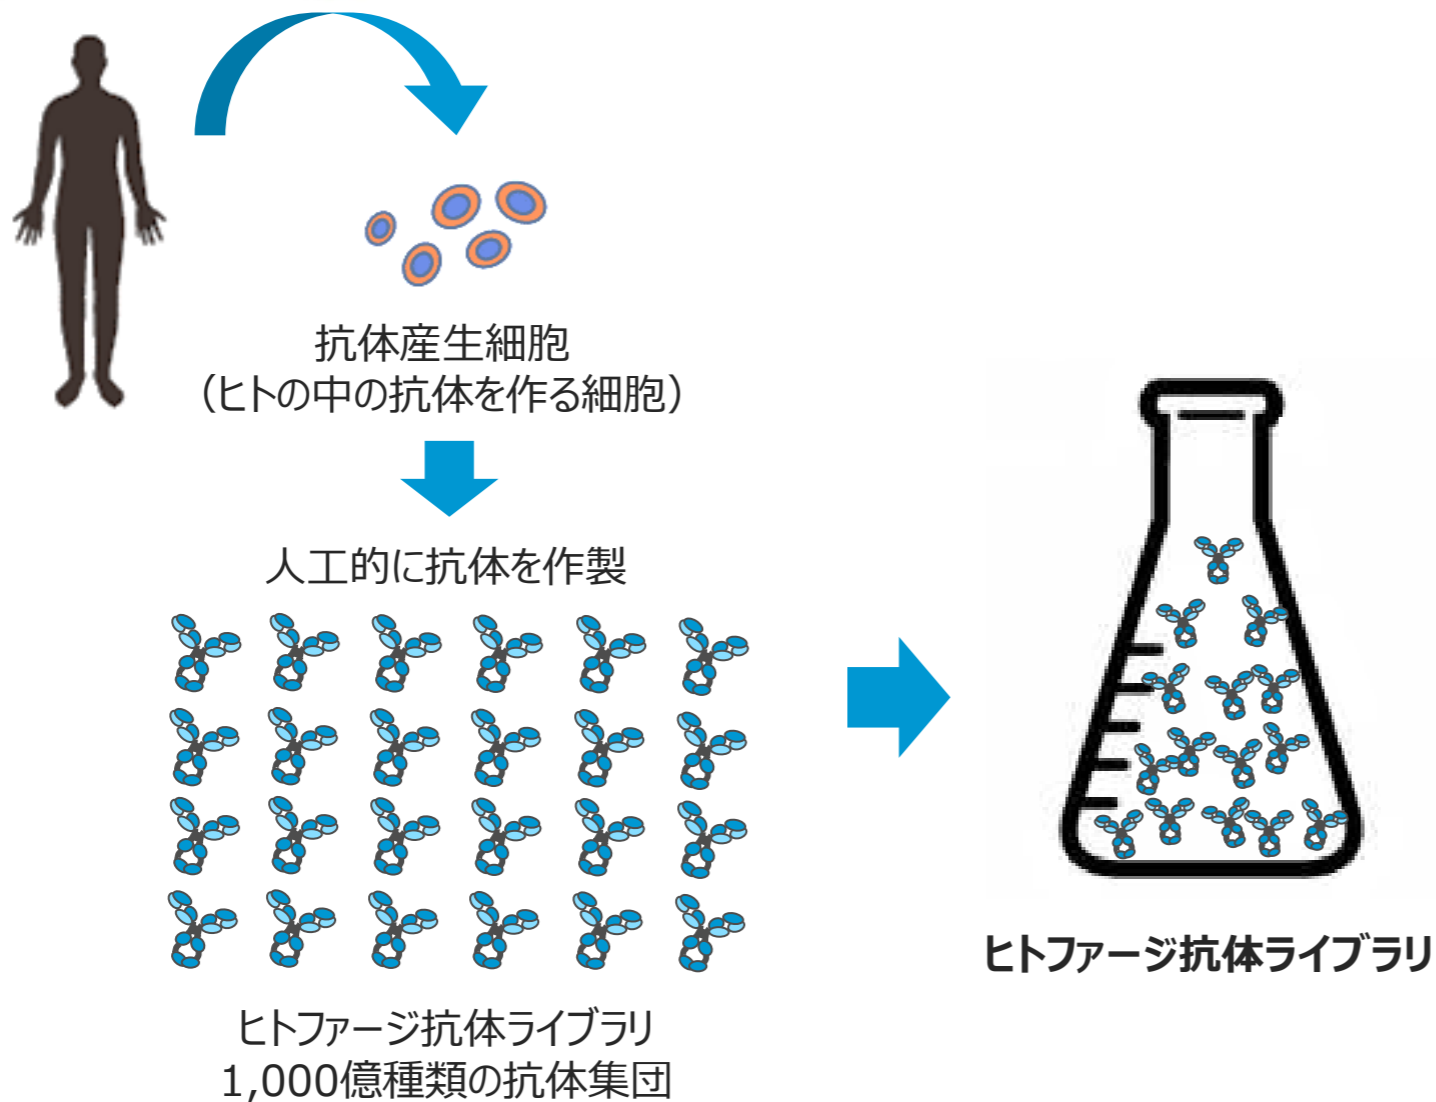 抗体産生細胞
（ヒトの中の抗体を作る細胞）
人工的に抗体を作製
ヒトファージ抗体ライブラリ
1,000億種類の抗体集団
ヒトファージ抗体ライブラリ